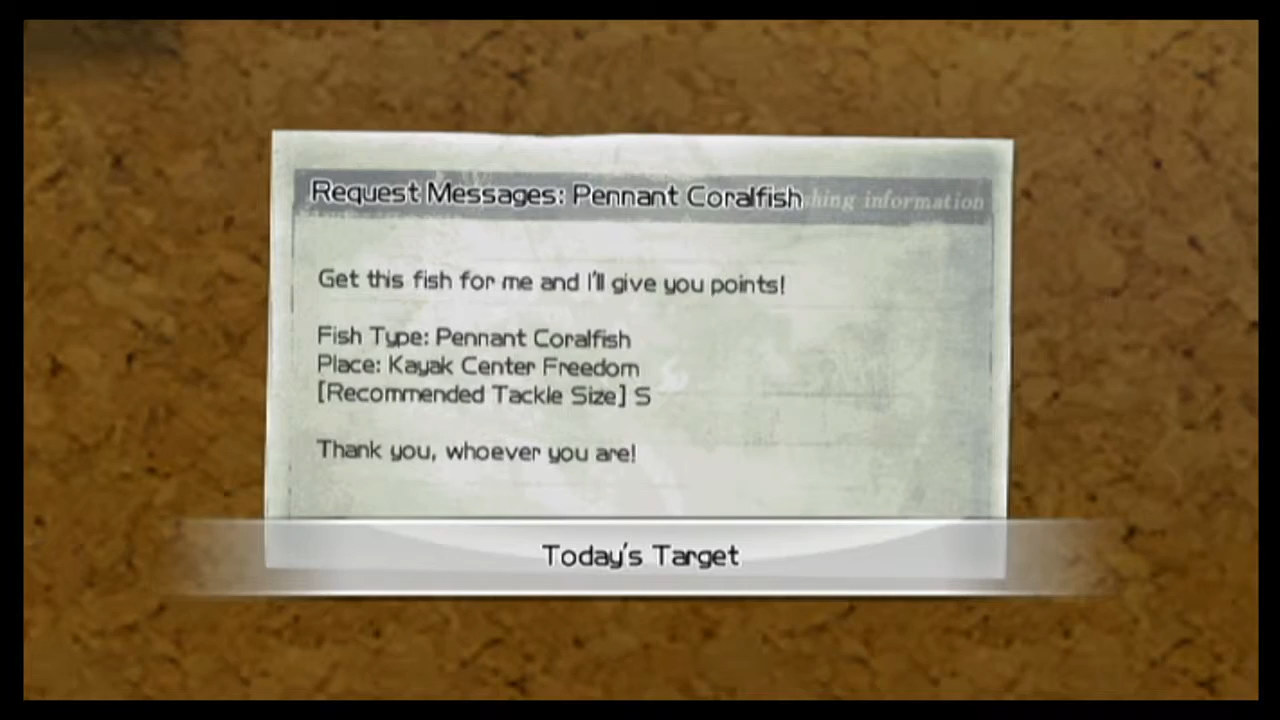 Request Messages: Pennant Coralfish hing information
Get this fish for me and I'll give you points!
Fish Type: Pennant Coralfish
Place: Kayak Center Freedom
[Recommended Tackle Size] S
Thank you, whoever you are!
Today's Target